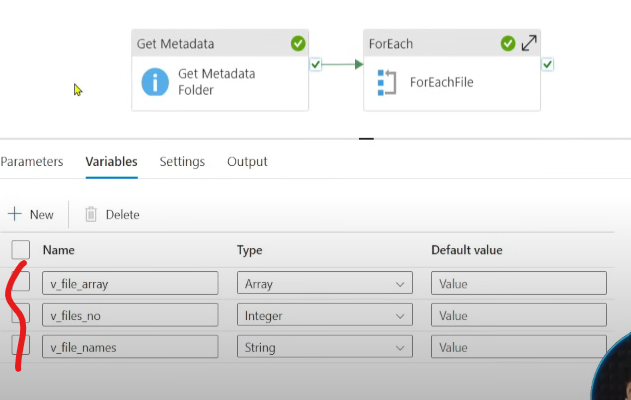 Get Metadata
ForEach
Get Metadata
Folder
ForEachFile
Parameters Variables Settings Output
New Delete
Name Type Default value
v_file_array Array Value
v_files_no Integer Value
v_file_names String Value